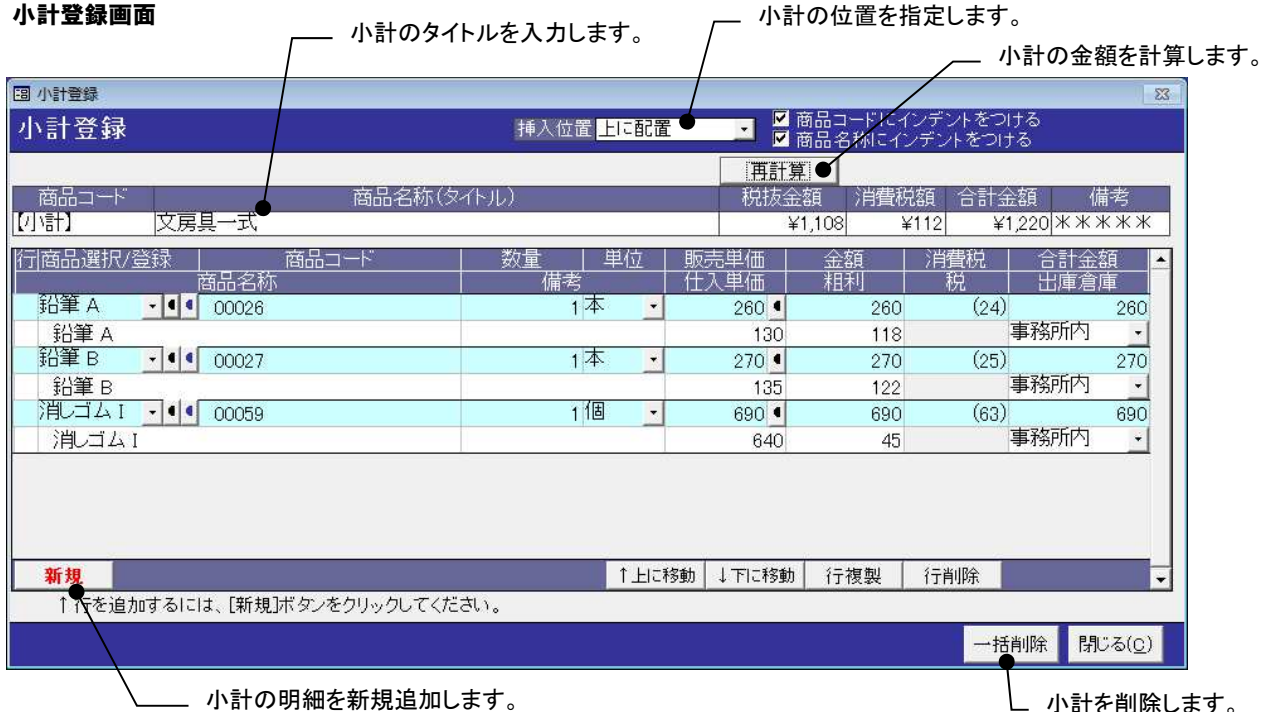 小計登録画面
小計のタイトルを入力します。
小計の位置を指定します。
小計の金額を計算します。
小計登録
小計登録 挿入位置 上に配置 商品コードにインデントをつける
商品名称にインデントをつける
再計算
商品コード 商品名称(タイトル) 税抜金額 消費税額 合計金額 備考
【小計】 文房具一式 ¥1,108 ¥112 ¥1,220 *****
行 商品選択/登録 商品コード 数量 単位 販売単価 金額 消費税 合計金額
商品名称 備考 仕入単価 粗利 税 出庫倉庫
鉛筆 A 00026 1 本 260 260 (24) 260
鉛筆 A 130 118 事務所内
鉛筆 B 00027 1 本 270 270 (25) 270
鉛筆 B 135 122 事務所内
消しゴム I 00059 1 個 690 690 (63) 690
消しゴム I 640 45 事務所内
新規 ↑上に移動 ↓下に移動 行複製 行削除
↑行を追加するには、[新規]ボタンをクリックしてください。
一括削除 閉じる(C)
小計の明細を新規追加します。
小計を削除します。